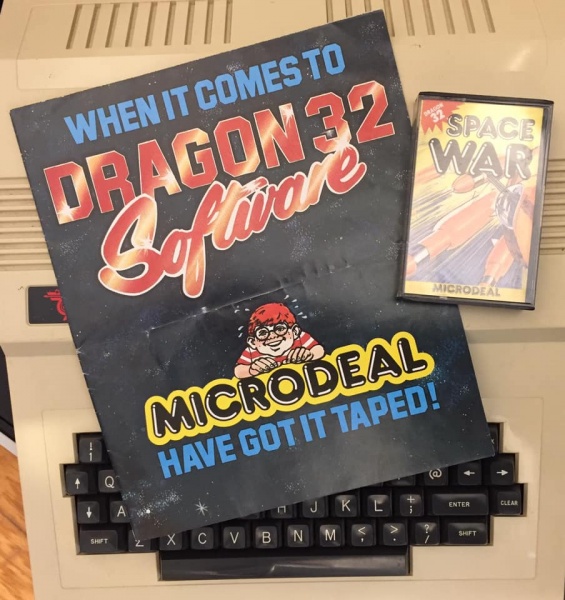 WHEN IT COMES TO
DRAGON 32
Software
MICRODEAL
HAVE GOT IT TAPED!
DRAGON
32
SPACE
WAR
MICRODEAL
Q @ ← →
A J K L + ; ENTER CLEAR
SHIFT Z X C V B N M < , > . ? / SHIFT